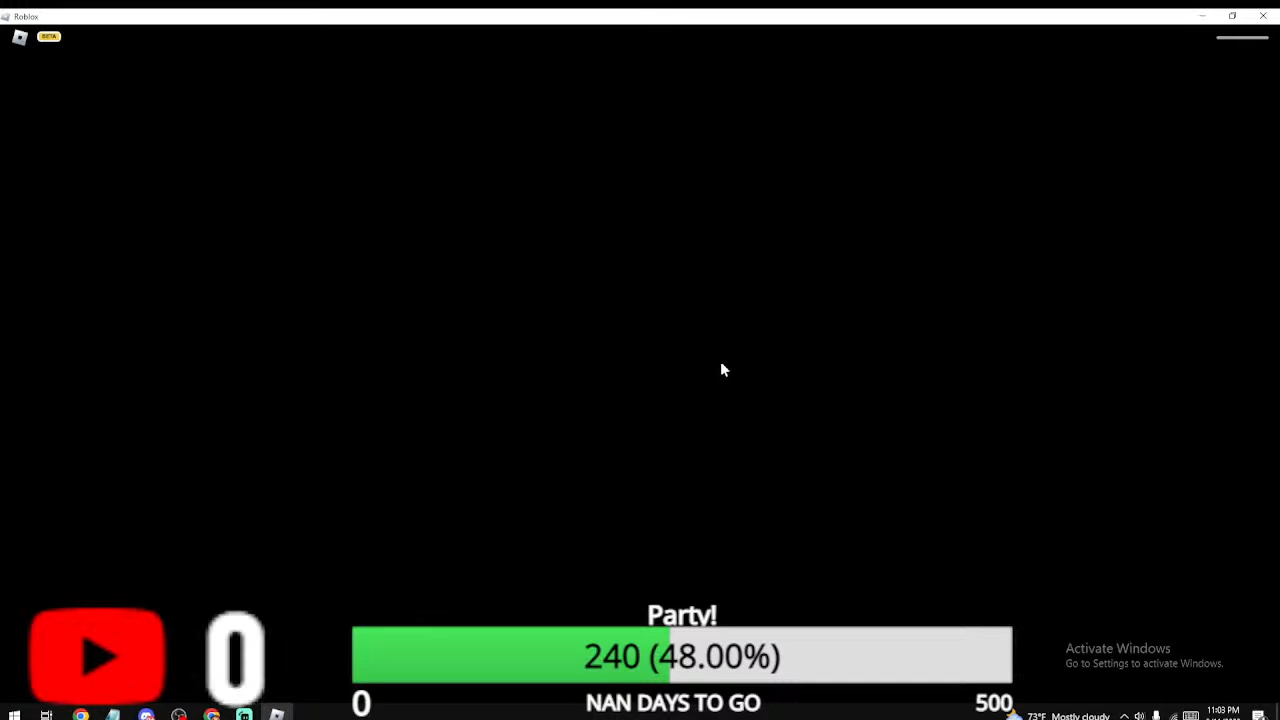 Roblox
BETA
Party!
240 (48.00%)
0
0
NAN DAYS TO GO
500
Activate Windows
Go to Settings to activate Windows.
73°F Mostly cloudy
11:03 PM